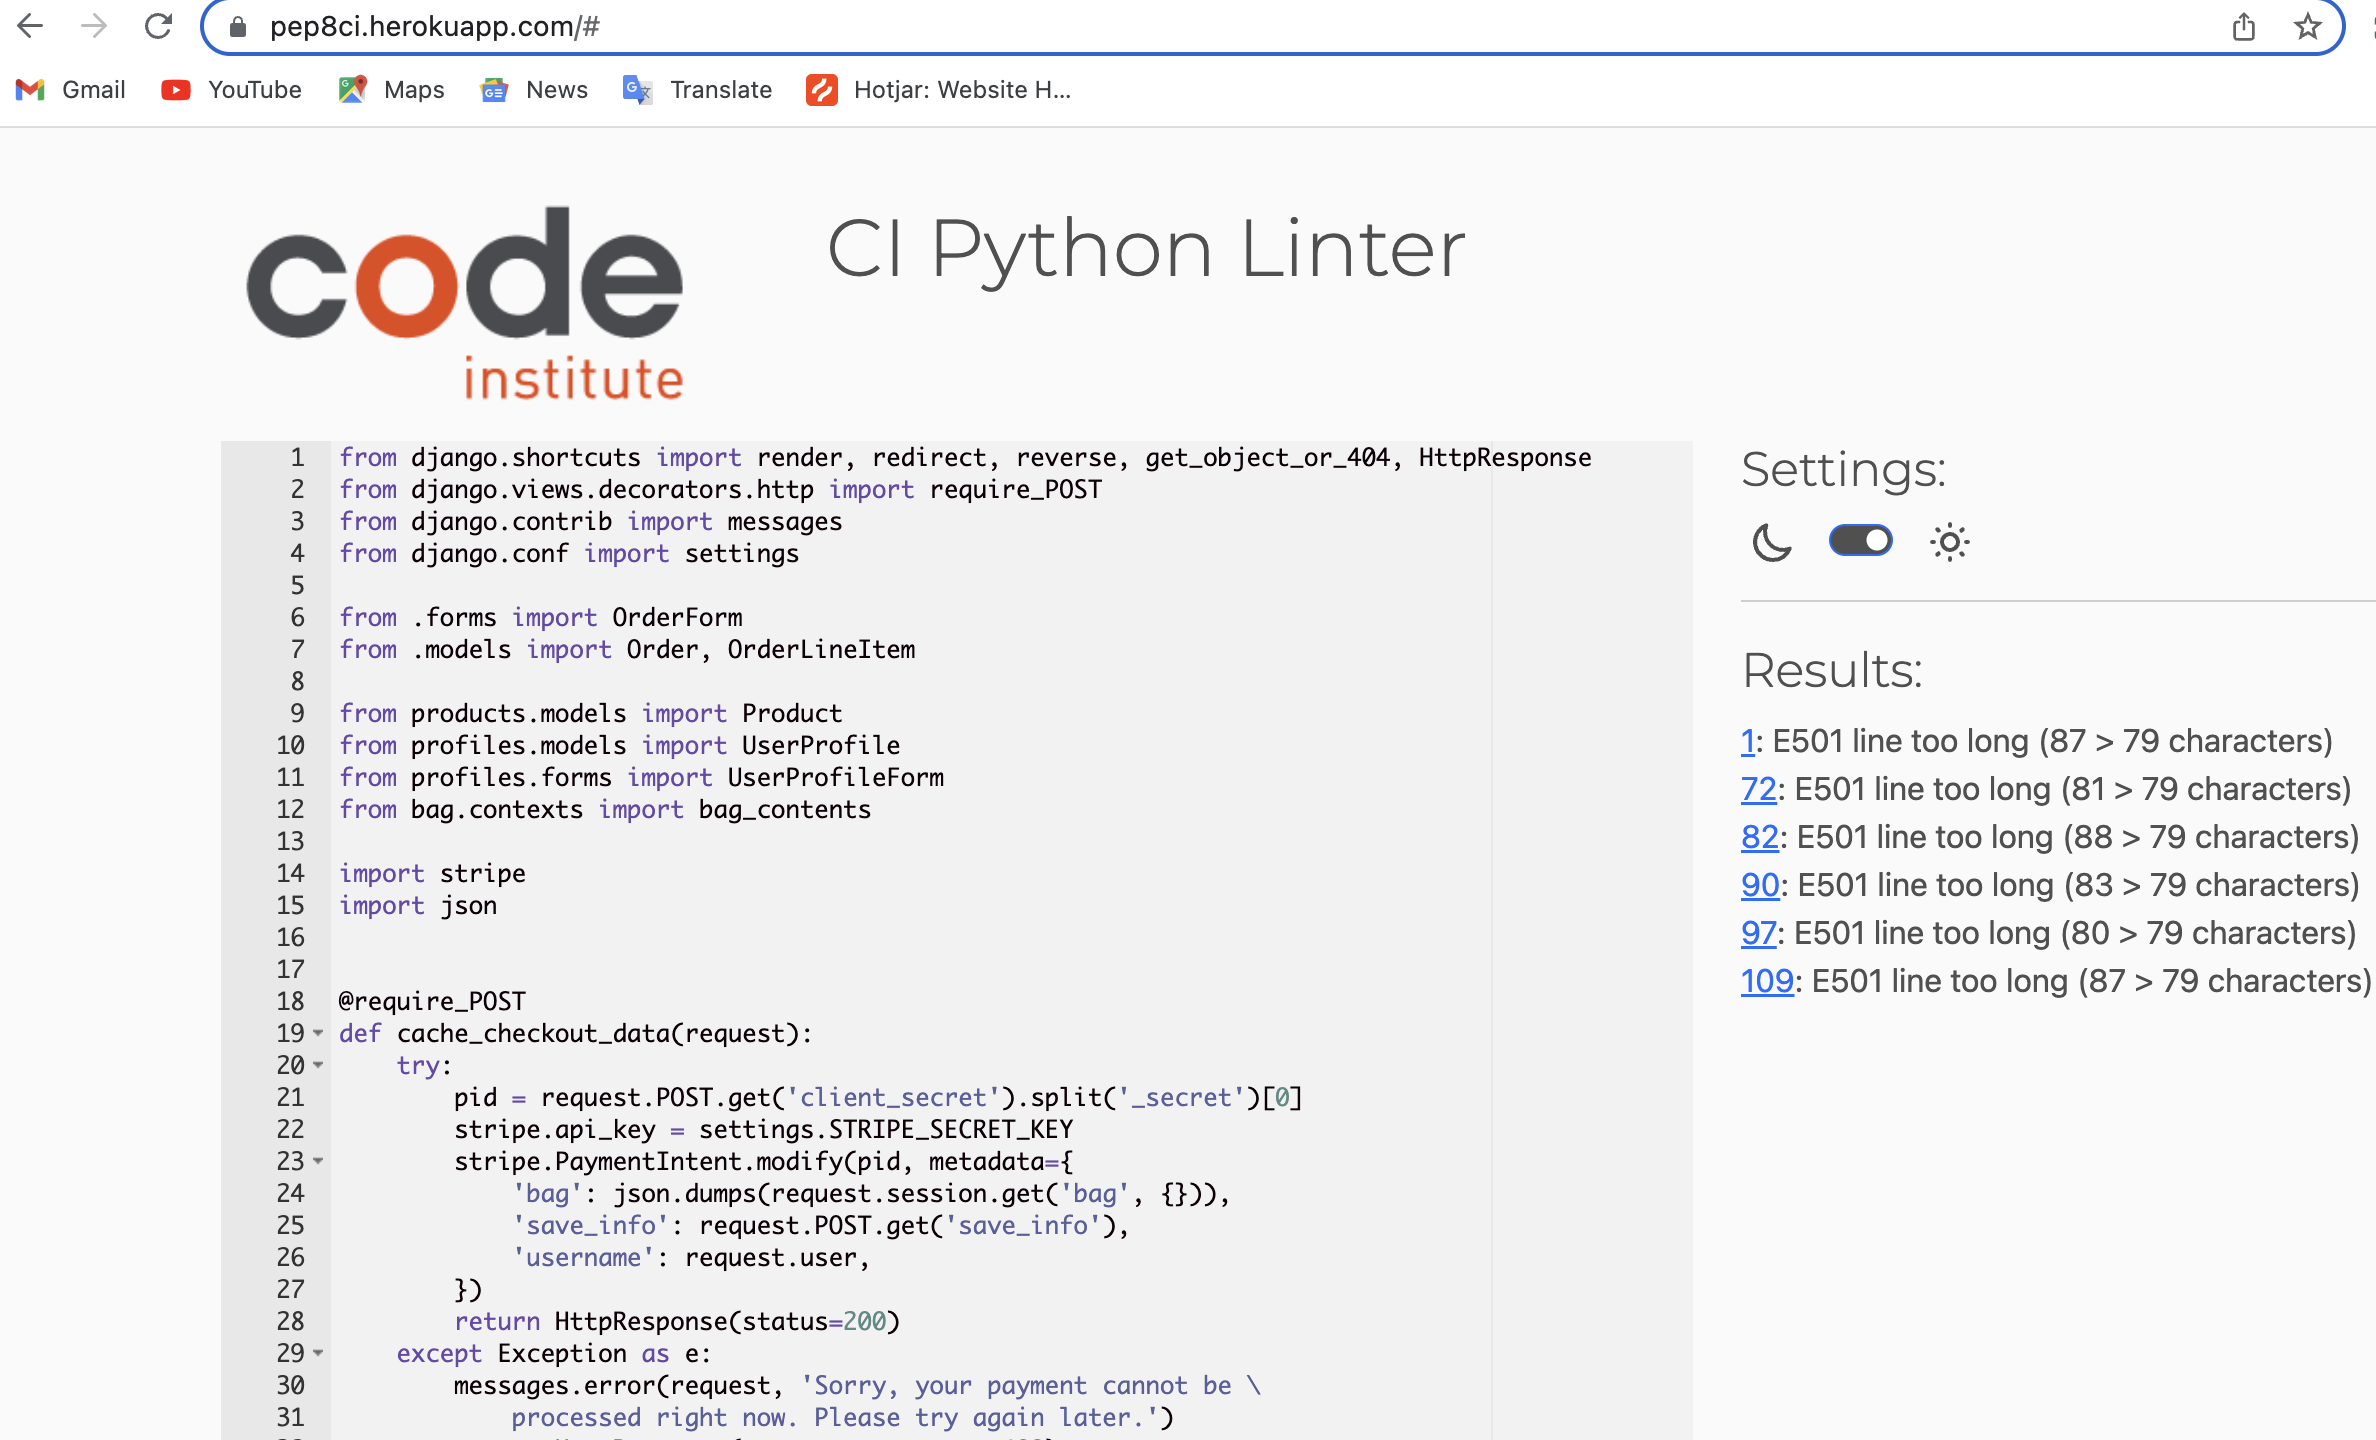 pep8ci.herokuapp.com/#
Gmail YouTube Maps News Translate Hotjar: Website H...
code
institute
CI Python Linter
1 from django.shortcuts import render, redirect, reverse, get_object_or_404, HttpResponse
2 from django.views.decorators.http import require_POST
3 from django.contrib import messages
4 from django.conf import settings
5
6 from .forms import OrderForm
7 from .models import Order, OrderLineItem
8
9 from products.models import Product
10 from profiles.models import UserProfile
11 from profiles.forms import UserProfileForm
12 from bag.contexts import bag_contents
13
14 import stripe
15 import json
16
17
18 @require_POST
19 def cache_checkout_data(request):
20     try:
21         pid = request.POST.get('client_secret').split('_secret')[0]
22         stripe.api_key = settings.STRIPE_SECRET_KEY
23         stripe.PaymentIntent.modify(pid, metadata={
24             'bag': json.dumps(request.session.get('bag', {})),
25             'save_info': request.POST.get('save_info'),
26             'username': request.user,
27         })
28         return HttpResponse(status=200)
29     except Exception as e:
30         messages.error(request, 'Sorry, your payment cannot be \
31             processed right now. Please try again later.')
Settings:
Results:
1: E501 line too long (87 > 79 characters)
72: E501 line too long (81 > 79 characters)
82: E501 line too long (88 > 79 characters)
90: E501 line too long (83 > 79 characters)
97: E501 line too long (80 > 79 characters)
109: E501 line too long (87 > 79 characters)